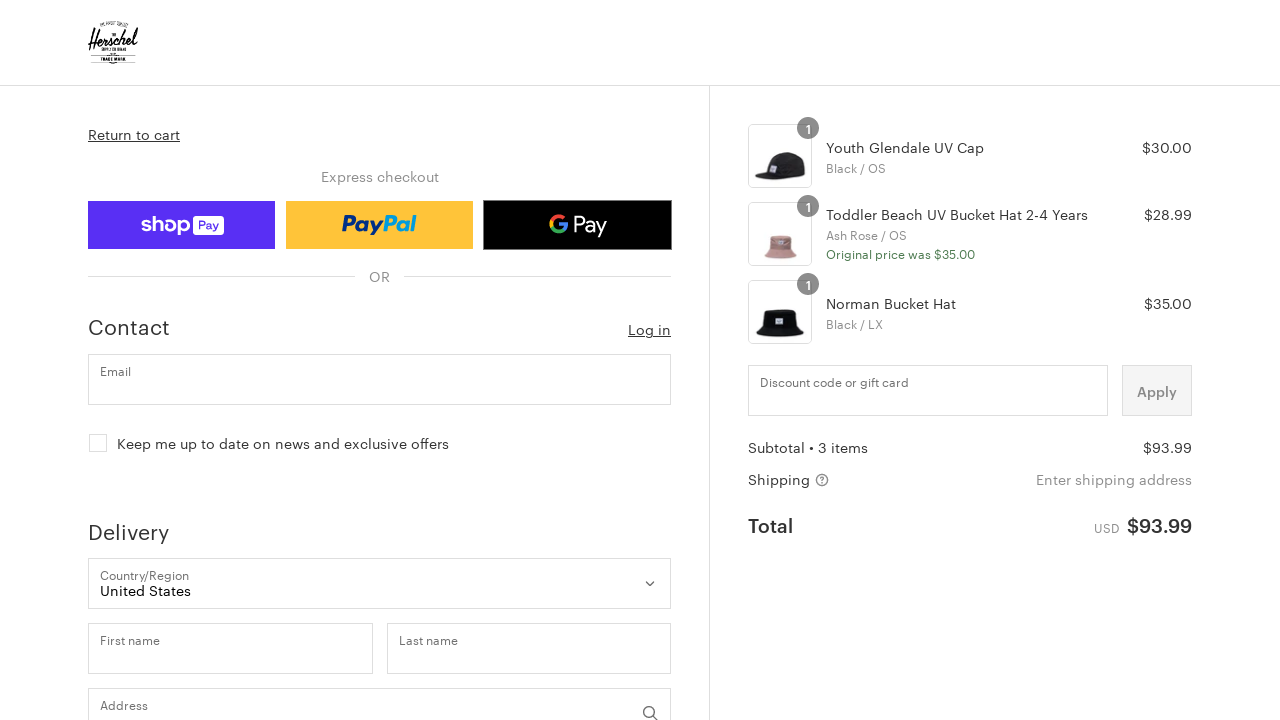 Herschel
TRADE MARK
Return to cart
Express checkout
shop Pay
PayPal
G Pay
OR
Contact
Log in
Email
Keep me up to date on news and exclusive offers
Delivery
Country/Region
United States
First name
Last name
Address
1
Youth Glendale UV Cap
$30.00
Black / OS
1
Toddler Beach UV Bucket Hat 2-4 Years
$28.99
Ash Rose / OS
Original price was $35.00
1
Norman Bucket Hat
$35.00
Black / LX
Discount code or gift card
Apply
Subtotal • 3 items
$93.99
Shipping
Enter shipping address
Total
USD $93.99